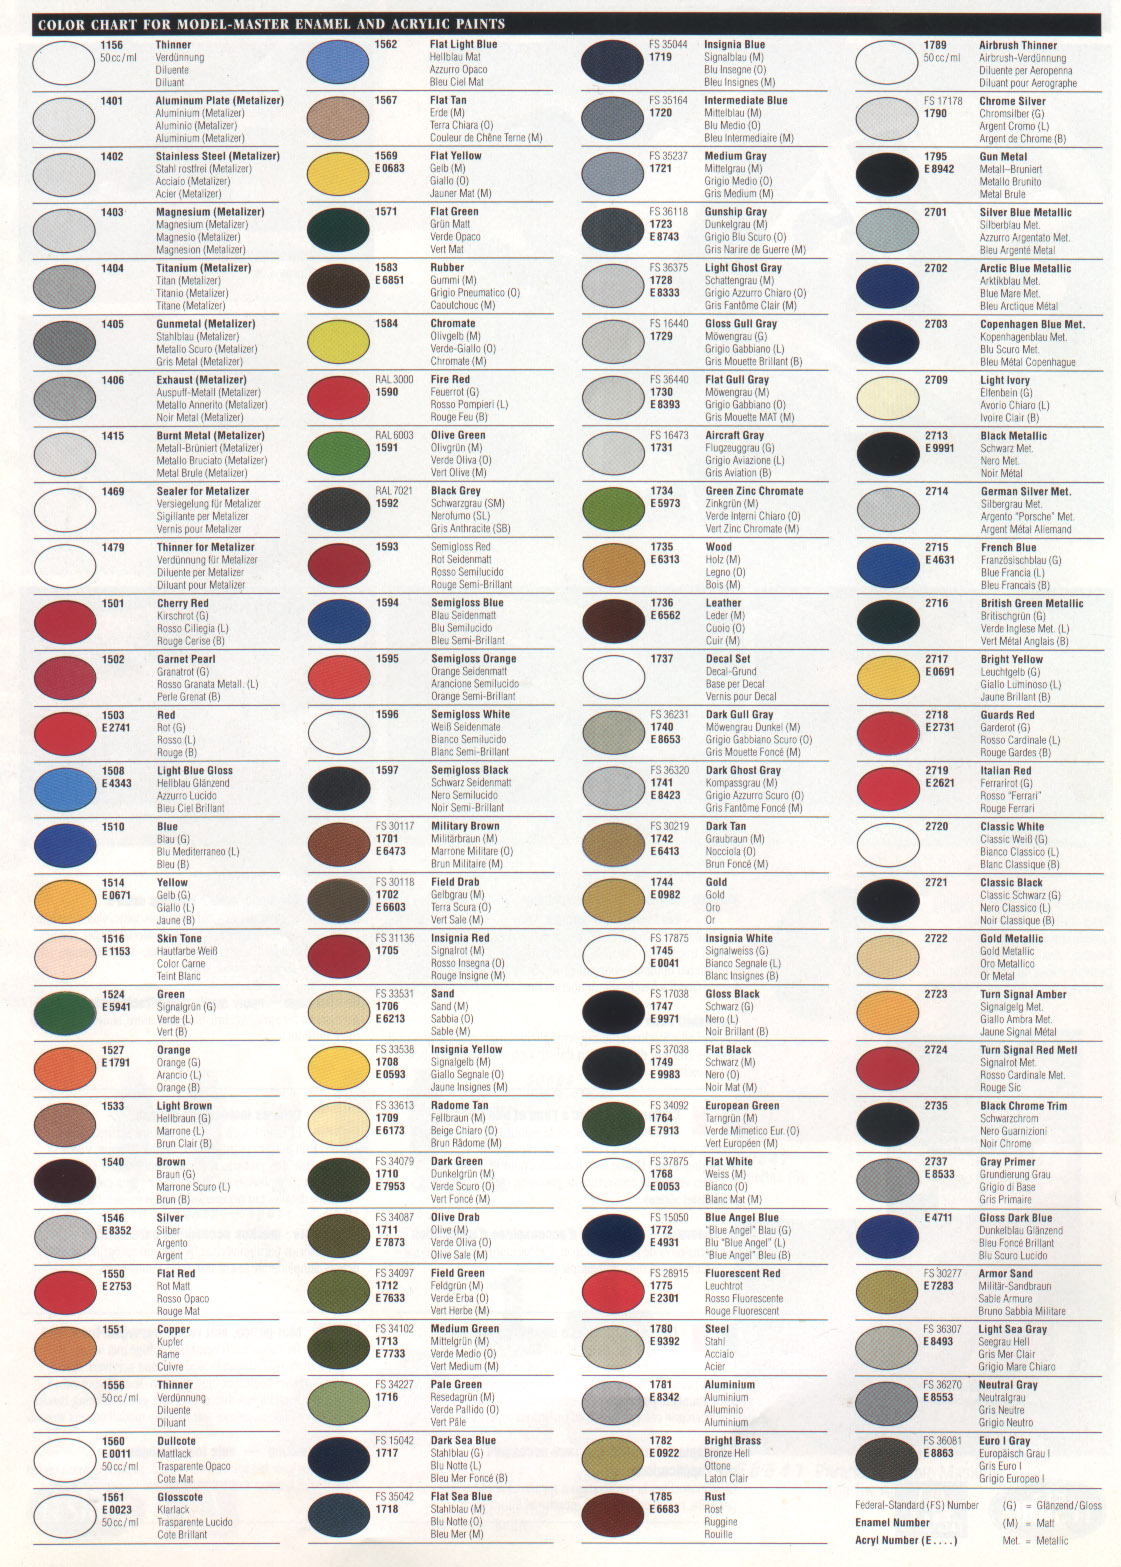 COLOR CHART FOR MODEL-MASTER ENAMEL AND ACRYLIC PAINTS
1156 Thinner
50cc/ml Verdünnung
Diluente
Diluant
1401 Aluminum Plate (Metalizer)
Aluminium (Metalizer)
Aluminio (Metalizer)
Aluminium (Metalizer)
1402 Stainless Steel (Metalizer)
Stahl rostfrei (Metalizer)
Acciaio (Metalizer)
Acier (Metalizer)
1403 Magnesium (Metalizer)
Magnesium (Metalizer)
Magnesio (Metalizer)
Magnesion (Metalizer)
1404 Titanium (Metalizer)
Titan (Metalizer)
Titanio (Metalizer)
Titane (Metalizer)
1405 Gunmetal (Metalizer)
Stahlblau (Metalizer)
Metallo Scuro (Metalizer)
Gris Metal (Metalizer)
1406 Exhaust (Metalizer)
Auspuff-Metall (Metalizer)
Metallo Annerito (Metalizer)
Noir Metal (Metalizer)
1415 Burnt Metal (Metalizer)
Metall-Brüniert (Metalizer)
Metallo Bruciato (Metalizer)
Metal Brule (Metalizer)
1469 Sealer for Metalizer
Versiegelung für Metalizer
Sigillante per Metalizer
Vernis pour Metalizer
1479 Thinner for Metalizer
Verdünnung für Metalizer
Diluente per Metalizer
Diluant pour Metalizer
1501 Cherry Red
Kirschrot (G)
Rosso Ciliegia (L)
Rouge Cerise (B)
1502 Garnet Pearl
Granatrot (G)
Rosso Granata Metall. (L)
Perle Grenat (B)
1503 Red
E2741 Rot (G)
Rosso (L)
Rouge (B)
1508 Light Blue Gloss
E4343 Hellblau Glänzend
Azzurro Lucido
Bleu Ciel Brillant
1510 Blue
Blau (G)
Blu Mediterraneo (L)
Bleu (B)
1514 Yellow
E0671 Gelb (G)
Giallo (L)
Jaune (B)
1516 Skin Tone
E1153 Hautfarbe Weiß
Color Carne
Teint Blanc
1524 Green
E5941 Signalgrün (G)
Verde (L)
Vert (B)
1527 Orange
E1791 Orange (G)
Arancio (L)
Orange (B)
1533 Light Brown
Hellbraun (G)
Marrone (L)
Brun Clair (B)
1540 Brown
Braun (G)
Marrone Scuro (L)
Brun (B)
1546 Silver
E8352 Silber
Argento
Argent
1550 Flat Red
E2753 Rot Matt
Rosso Opaco
Rouge Mat
1551 Copper
Kupfer
Rame
Cuivre
1556 Thinner
50cc/ml Verdünnung
Diluente
Diluant
1560 Dullcote
E0011 Mattlack
50cc/ml Trasparente Opaco
Cote Mat
1561 Glosscote
E0023 Klarlack
50cc/ml Trasparente Lucido
Cote Brillant
1562 Flat Light Blue
Hellblau Mat
Azzurro Opaco
Bleu Ciel Mat
1567 Flat Tan
Erde (M)
Terra Chiara (O)
Couleur de Chêne Terne (M)
1569 Flat Yellow
E0683 Gelb (M)
Giallo (O)
Jauner Mat (M)
1571 Flat Green
Grün Matt
Verde Opaco
Vert Mat
1583 Rubber
E6851 Gummi (M)
Grigio Pneumatico (O)
Caoutchouc (M)
1584 Chromate
Olivgelb (M)
Verde-Giallo (O)
Chromate (M)
RAL 3000 Fire Red
1590 Feuerrot (G)
Rosso Pompieri (L)
Rouge Feu (B)
RAL 6003 Olive Green
1591 Olivgrün (M)
Verde Oliva (O)
Vert Olive (M)
RAL 7021 Black Grey
1592 Schwarzgrau (SM)
Nerofumo (SL)
Gris Anthracite (SB)
1593 Semigloss Red
Rot Seidenmatt
Rosso Semilucido
Rouge Semi-Brillant
1594 Semigloss Blue
Blau Seidenmatt
Blu Semilucido
Bleu Semi-Brillant
1595 Semigloss Orange
Orange Seidenmatt
Arancione Semilucido
Orange Semi-Brillant
1596 Semigloss White
Weiß Seidenmate
Bianco Semilucido
Blanc Semi-Brillant
1597 Semigloss Black
Schwarz Seidenmatt
Nero Semilucido
Noir Semi-Brillant
FS 30117 Military Brown
1701 Militärbraun (M)
E6473 Marrone Militare (O)
Brun Militaire (M)
FS 30118 Field Drab
1702 Gelbgrau (M)
E6603 Terra Scura (O)
Vert Sale (M)
FS 31136 Insignia Red
1705 Signalrot (M)
Rosso Insegna (O)
Rouge Insigne (M)
FS 33531 Sand
1706 Sand (M)
E6213 Sabbia (O)
Sable (M)
FS 33538 Insignia Yellow
1708 Signalgelb (M)
E0593 Giallo Segnale (O)
Jaune Insignes (M)
FS 33613 Radome Tan
1709 Fellbraun (M)
E6173 Beige Chiaro (O)
Brun Râdome (M)
FS 34079 Dark Green
1710 Dunkelgrün (M)
E7953 Verde Scuro (O)
Vert Foncé (M)
FS 34087 Olive Drab
1711 Olive (M)
E7873 Verde Oliva (O)
Olive Sale (M)
FS 34097 Field Green
1712 Feldgrün (M)
E7633 Verde Erba (O)
Vert Herbe (M)
FS 34102 Medium Green
1713 Mittelgrün (M)
E7733 Verde Medio (O)
Vert Medium (M)
FS 34227 Pale Green
1716 Resedagrün (M)
Verde Pallido (O)
Vert Pâle
FS 15042 Dark Sea Blue
1717 Stahlblau (G)
Blu Notte (L)
Bleu Mer Foncé (B)
FS 35042 Flat Sea Blue
1718 Stahlblau (M)
Blu Notte (O)
Bleu Mer (M)
FS 35044 Insignia Blue
1719 Signalblau (M)
Blu Insegne (O)
Bleu Insignes (M)
FS 35164 Intermediate Blue
1720 Mittelblau (M)
Blu Medio (O)
Bleu Intermediaire (M)
FS 35237 Medium Gray
1721 Mittelgrau (M)
Grigio Medio (O)
Gris Medium (M)
FS 36118 Gunship Gray
1723 Dunkelgrau (M)
E8743 Grigio Blu Scuro (O)
Gris Narire de Guerre (M)
FS 36375 Light Ghost Gray
1728 Schattengrau (M)
E8333 Grigio Azzurro Chiaro (O)
Gris Fantôme Clair (M)
FS 16440 Gloss Gull Gray
1729 Möwengrau (G)
Grigio Gabbiano (L)
Gris Mouette Brillant (B)
FS 36440 Flat Gull Gray
1730 Möwengrau (M)
E8393 Grigio Gabbiano (O)
Gris Mouette MAT (M)
FS 16473 Aircraft Gray
1731 Flugzeuggrau (G)
Grigio Aviazione (L)
Gris Aviation (B)
1734 Green Zinc Chromate
E5973 Zinkgrün (M)
Verde Interni Chiaro (O)
Vert Zinc Chromate (M)
1735 Wood
E6313 Holz (M)
Legno (O)
Bois (M)
1736 Leather
E6562 Leder (M)
Cuoio (O)
Cuir (M)
1737 Decal Set
Decal-Grund
Base per Decal
Vernis pour Decal
FS 36231 Dark Gull Gray
1740 Möwengrau Dunkel (M)
E8653 Grigio Gabbiano Scuro (O)
Gris Mouette Foncé (M)
FS 36320 Dark Ghost Gray
1741 Kompassgrau (M)
E8423 Grigio Azzurro Scuro (O)
Gris Fantôme Foncé (M)
FS 30219 Dark Tan
1742 Graubraun (M)
E6413 Nocciola (O)
Brun Foncé (M)
1744 Gold
E0982 Gold
Oro
Or
FS 17875 Insignia White
1745 Signalweiss (G)
E0041 Bianco Segnale (L)
Blanc Insignes (B)
FS 17038 Gloss Black
1747 Schwarz (G)
E9971 Nero (L)
Noir Brillant (B)
FS 37038 Flat Black
1749 Schwarz (M)
E9983 Nero (O)
Noir Mat (M)
FS 34092 European Green
1764 Tarngrün (M)
E7913 Verde Mimetico Eur. (O)
Vert Européen (M)
FS 37875 Flat White
1768 Weiss (M)
E0053 Bianco (O)
Blanc Mat (M)
FS 15050 Blue Angel Blue
1772 "Blue Angel" Blau (G)
E4931 Blu "Blue Angel" (L)
"Blue Angel" Bleu (B)
FS 28915 Fluorescent Red
1775 Leuchtrot
E2301 Rosso Fluorescente
Rouge Fluorescent
1780 Steel
E9392 Stahl
Acciaio
Acier
1781 Aluminium
E8342 Aluminium
Alluminio
Aluminium
1782 Bright Brass
E0922 Bronze Hell
Ottone
Laton Clair
1785 Rust
E6683 Rost
Ruggine
Rouille
1789 Airbrush Thinner
50cc/ml Airbrush-Verdünnung
Diluente per Aeropenna
Diluant pour Aerographe
FS 17178 Chrome Silver
1790 Chromsilber (G)
Argent Cromo (L)
Argent de Chrome (B)
1795 Gun Metal
E8942 Metall–Bruniert
Metallo Brunito
Metal Brule
2701 Silver Blue Metallic
Silberblau Met.
Azzurro Argentato Met.
Bleu Argenté Metal
2702 Arctic Blue Metallic
Arktikblau Met.
Blue Mare Met.
Bleu Arctique Métal
2703 Copenhagen Blue Met.
Kopenhagenblau Met.
Blu Scuro Met.
Bleu Métal Copenhague
2709 Light Ivory
Elfenbein (G)
Avorio Chiaro (L)
Ivoire Clair (B)
2713 Black Metallic
E9991 Schwarz Met.
Nero Met.
Noir Métal
2714 German Silver Met.
Silbergrau Met.
Argento "Porsche" Met.
Argent Métal Allemand
2715 French Blue
E4631 Französischblau (G)
Blue Francia (L)
Bleu Francais (B)
2716 British Green Metallic
Britischgrün (G)
Verde Inglese Met. (L)
Vert Métal Anglais (B)
2717 Bright Yellow
E0691 Leuchtgelb (G)
Giallo Luminoso (L)
Jaune Brillant (B)
2718 Guards Red
E2731 Garderot (G)
Rosso Cardinale (L)
Rouge Gardes (B)
2719 Italian Red
E2621 Ferrarirot (G)
Rosso "Ferrari"
Rouge Ferrari
2720 Classic White
Classic Weiß (G)
Bianco Classico (L)
Blanc Classique (B)
2721 Classic Black
Classic Schwarz (G)
Nero Classico (L)
Noir Classique (B)
2722 Gold Metallic
Gold Metallic
Oro Metallico
Or Metal
2723 Turn Signal Amber
Signalgelg Met.
Giallo Ambra Met.
Jaune Signal Métal
2724 Turn Signal Red Metl
Signalrot Met.
Rosso Cardinale Met.
Rouge Sic
2735 Black Chrome Trim
Schwarzchrom
Nero Guarnizioni
Noir Chrome
2737 Gray Primer
E8533 Grundierung Grau
Grigio di Base
Gris Primaire
E4711 Gloss Dark Blue
Dunkelblau Glänzend
Bleu Foncé Brillant
Blu Scuro Lucido
FS 30277 Armor Sand
E7283 Militär-Sandbraun
Sable Armure
Bruno Sabbia Militare
FS 36307 Light Sea Gray
E8493 Seegrau Hell
Gris Mer Clair
Grigio Mare Chiaro
FS 36270 Neutral Gray
E8553 Neutralgrau
Gris Neutre
Grigio Neutro
FS 36081 Euro I Gray
E8863 Europäisch Grau I
Gris Euro I
Grigio Europeo I
Federal-Standard (FS) Number (G) = Glänzend/Gloss
Enamel Number (M) = Matt
Acryl Number (E....) Met. = Metallic